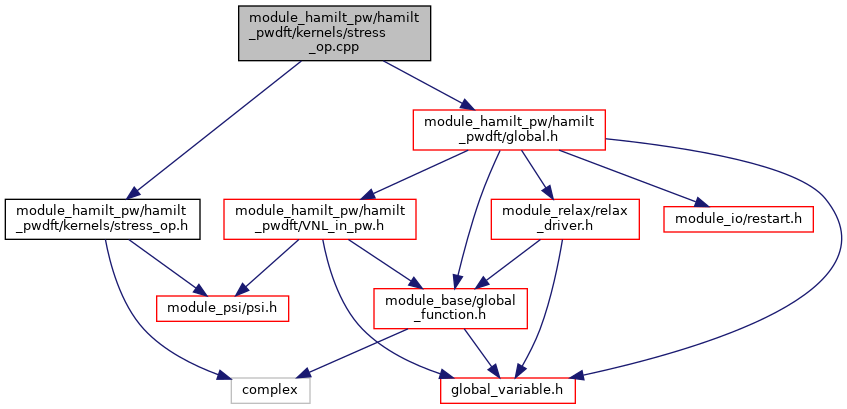 module_hamilt_pw/hamilt
_pwdft/kernels/stress
_op.cpp
module_hamilt_pw/hamilt
_pwdft/global.h
module_hamilt_pw/hamilt
_pwdft/kernels/stress_op.h
module_hamilt_pw/hamilt
_pwdft/VNL_in_pw.h
module_relax/relax
_driver.h
module_io/restart.h
module_psi/psi.h
module_base/global
_function.h
complex
global_variable.h